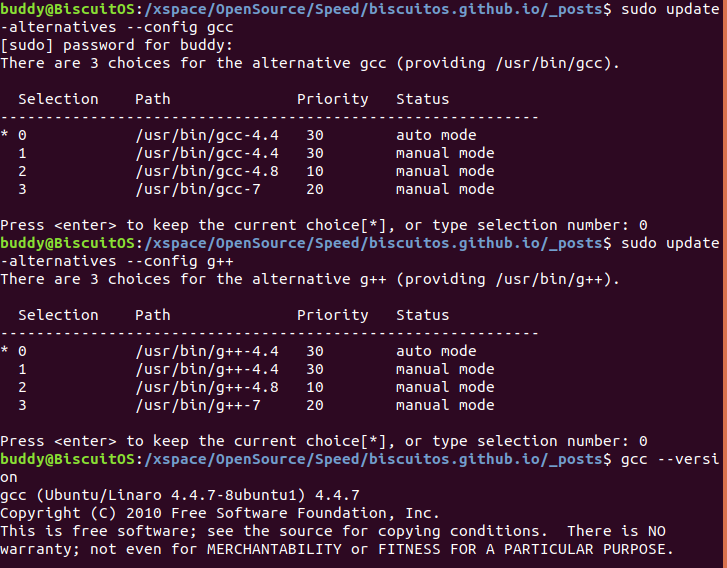 buddy@BiscuitOS:/xspace/OpenSource/Speed/biscuitos.github.io/_posts$ sudo update
-alternatives --config gcc
[sudo] password for buddy:
There are 3 choices for the alternative gcc (providing /usr/bin/gcc).

  Selection    Path              Priority   Status
------------------------------------------------------------
* 0            /usr/bin/gcc-4.4   30        auto mode
  1            /usr/bin/gcc-4.4   30        manual mode
  2            /usr/bin/gcc-4.8   10        manual mode
  3            /usr/bin/gcc-7     20        manual mode

Press <enter> to keep the current choice[*], or type selection number: 0
buddy@BiscuitOS:/xspace/OpenSource/Speed/biscuitos.github.io/_posts$ sudo update
-alternatives --config g++
There are 3 choices for the alternative g++ (providing /usr/bin/g++).

  Selection    Path              Priority   Status
------------------------------------------------------------
* 0            /usr/bin/g++-4.4   30        auto mode
  1            /usr/bin/g++-4.4   30        manual mode
  2            /usr/bin/g++-4.8   10        manual mode
  3            /usr/bin/g++-7     20        manual mode

Press <enter> to keep the current choice[*], or type selection number: 0
buddy@BiscuitOS:/xspace/OpenSource/Speed/biscuitos.github.io/_posts$ gcc --versi
on
gcc (Ubuntu/Linaro 4.4.7-8ubuntu1) 4.4.7
Copyright (C) 2010 Free Software Foundation, Inc.
This is free software; see the source for copying conditions.  There is NO
warranty; not even for MERCHANTABILITY or FITNESS FOR A PARTICULAR PURPOSE.